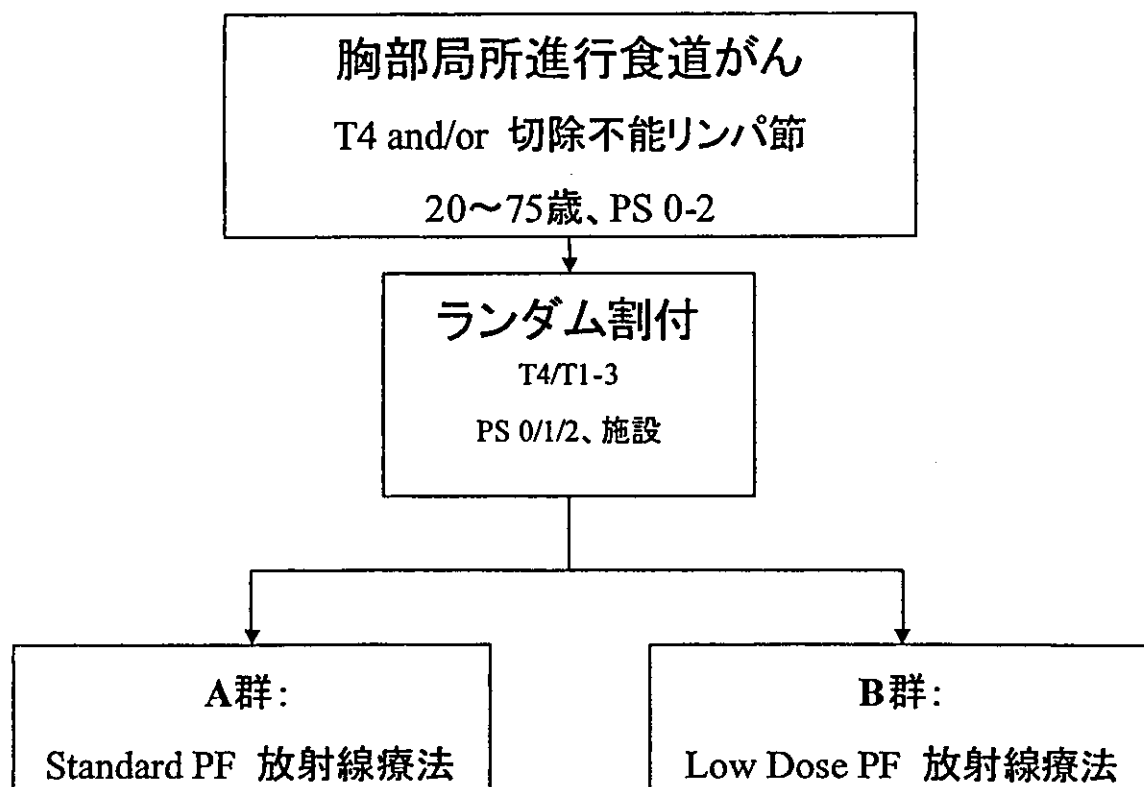 胸部局所進行食道がん
T4 and/or 切除不能リンパ節
20～75歳、PS 0-2
ランダム割付
T4/T1-3
PS 0/1/2、施設
A群:
Standard PF 放射線療法
B群:
Low Dose PF 放射線療法